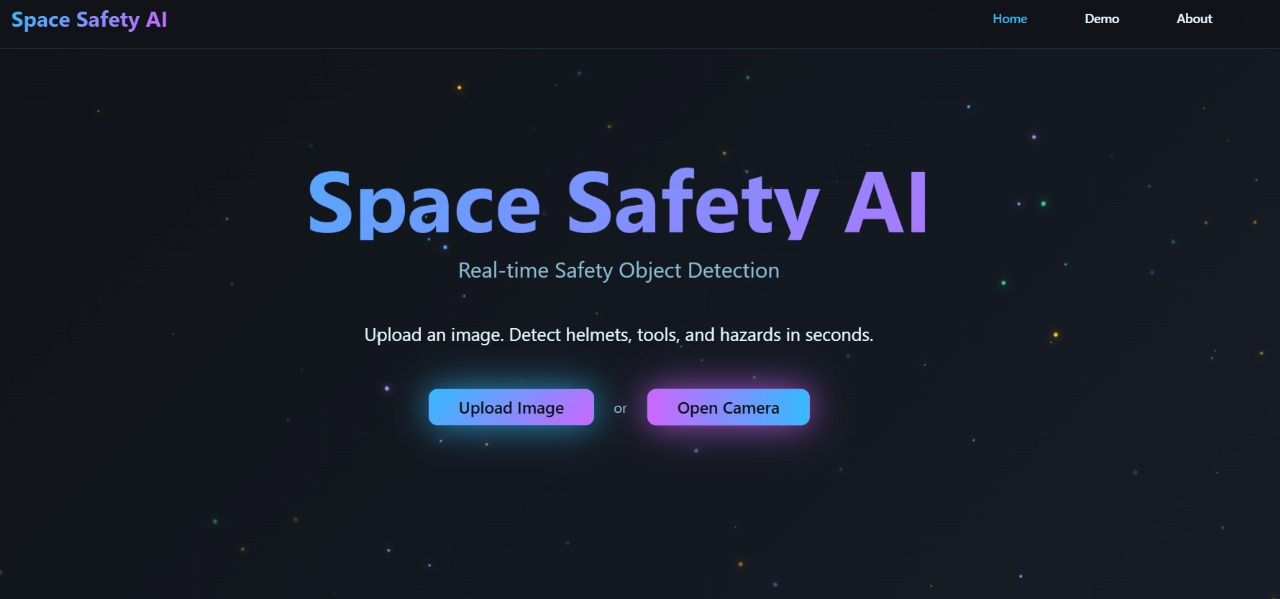 Space Safety AI
Home Demo About
Space Safety AI
Real-time Safety Object Detection
Upload an image. Detect helmets, tools, and hazards in seconds.
Upload Image or Open Camera